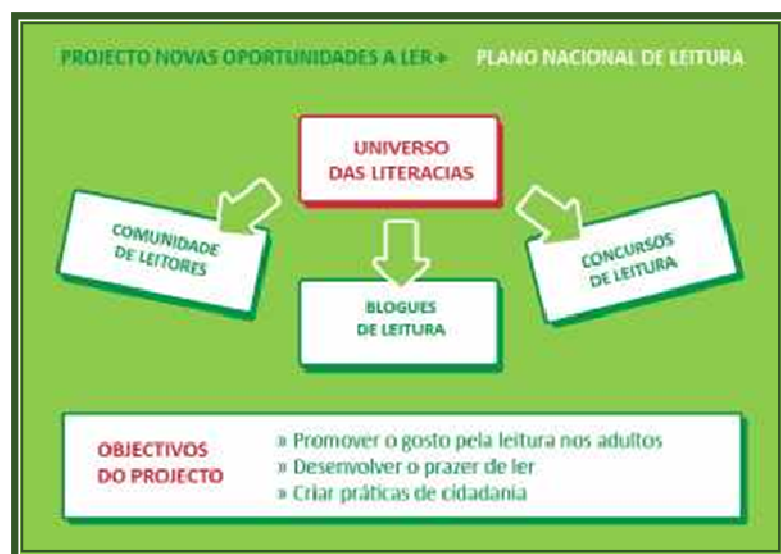 PROJECTO NOVAS OPORTUNIDADES A LER + PLANO NACIONAL DE LEITURA
UNIVERSO
DAS LITERACIAS
COMUNIDADE
DE LEITORES
BLOGUES
DE LEITURA
CONCURSOS
DE LEITURA
OBJECTIVOS
DO PROJECTO
» Promover o gosto pela leitura nos adultos
» Desenvolver o prazer de ler
» Criar práticas de cidadania